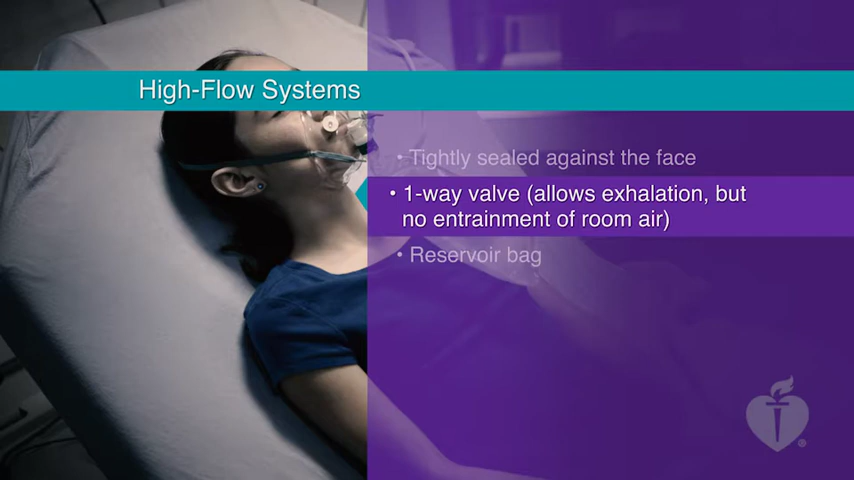 High-Flow Systems
• Tightly sealed against the face
• 1-way valve (allows exhalation, but
no entrainment of room air)
• Reservoir bag
®